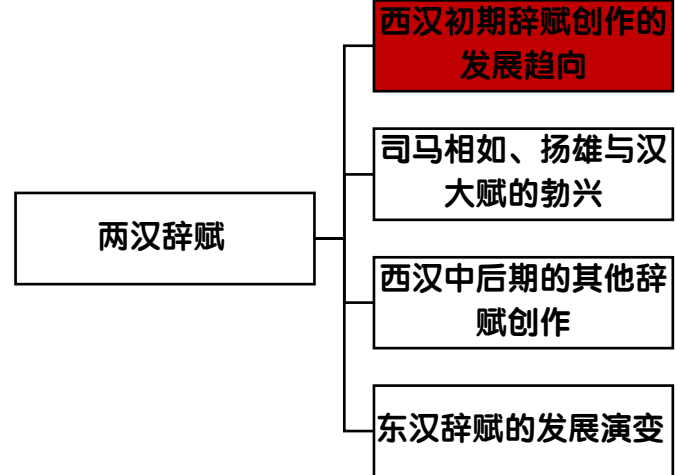 两汉辞赋
西汉初期辞赋创作的
发展趋向
司马相如、扬雄与汉
大赋的勃兴
西汉中后期的其他辞
赋创作
东汉辞赋的发展演变